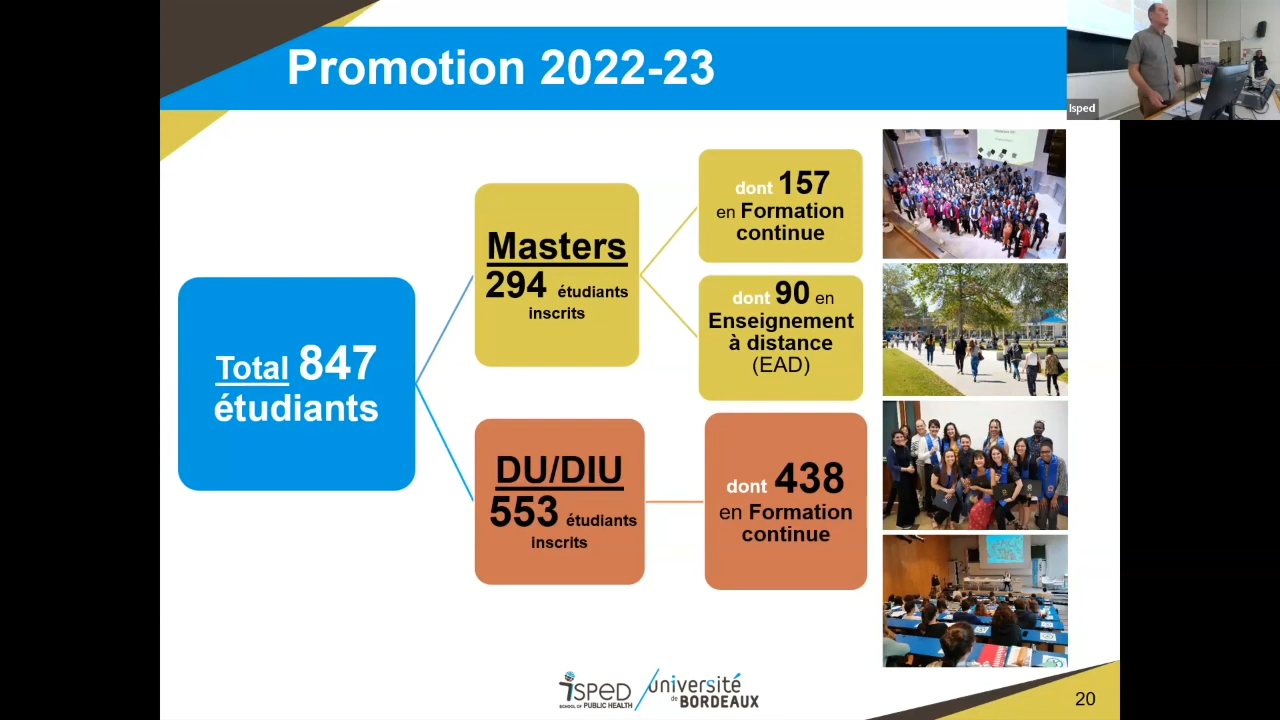 Promotion 2022-23
Isped
Total 847
étudiants
Masters
294 étudiants
inscrits
dont 157
en Formation
continue
dont 90 en
Enseignement
à distance
(EAD)
DU/DIU
553 étudiants
inscrits
dont 438
en Formation
continue
ISPED
SCHOOL OF PUBLIC HEALTH
université
de BORDEAUX
20